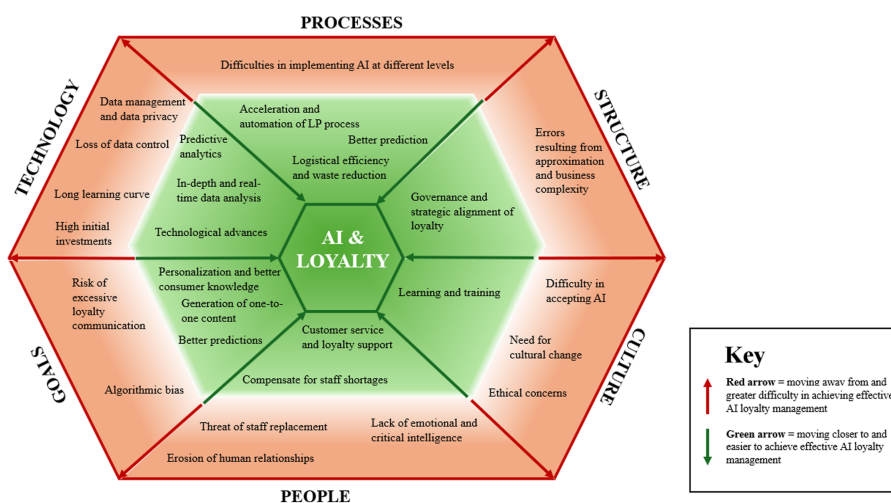 PROCESSES
Difficulties in implementing AI at different levels
TECHNOLOGY
STRUCTURE
Data management
and data privacy
Loss of data control
Long learning curve
High initial
investments
Acceleration and
automation of LP process
Predictive
analytics
Better prediction
Logistical efficiency
and waste reduction
In-depth and real-
time data analysis
Technological advances
Errors
resulting from
approximation
and business
complexity
Governance and
strategic alignment of
loyalty
AI &
LOYALTY
Personalization and better
consumer knowledge
Generation of one-to-
one content
Better predictions
Risk of
excessive
loyalty
communication
Algorithmic bias
GOALS
Learning and training
Difficulty in
accepting AI
Need for
cultural change
Ethical concerns
CULTURE
Customer service
and loyalty support
Compensate for staff shortages
Threat of staff replacement
Lack of emotional and
critical intelligence
Erosion of human relationships
PEOPLE
Key
Red arrow = moving away from and
greater difficulty in achieving effective
AI loyalty management
Green arrow = moving closer to and
easier to achieve effective AI loyalty
management